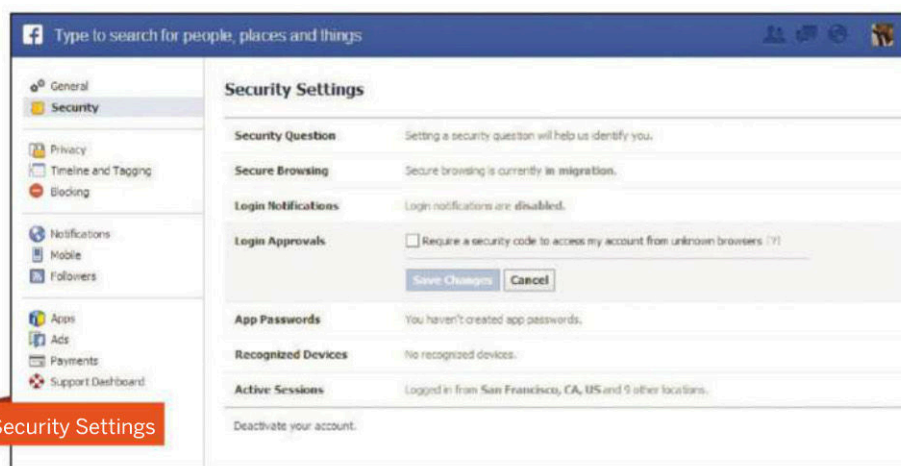 f Type to search for people, places and things
General
Security
Privacy
Timeline and Tagging
Blocking
Notifications
Mobile
Followers
Apps
Ads
Payments
Support Dashboard
Security Settings
Security Settings
Security Question Setting a security question will help us identify you.
Secure Browsing Secure browsing is currently in migration.
Login Notifications Login notifications are disabled.
Login Approvals Require a security code to access my account from unknown browsers [?]
Save Changes Cancel
App Passwords You haven't created app passwords.
Recognized Devices No recognized devices.
Active Sessions Logged in from San Francisco, CA, US and 9 other locations.
Deactivate your account.